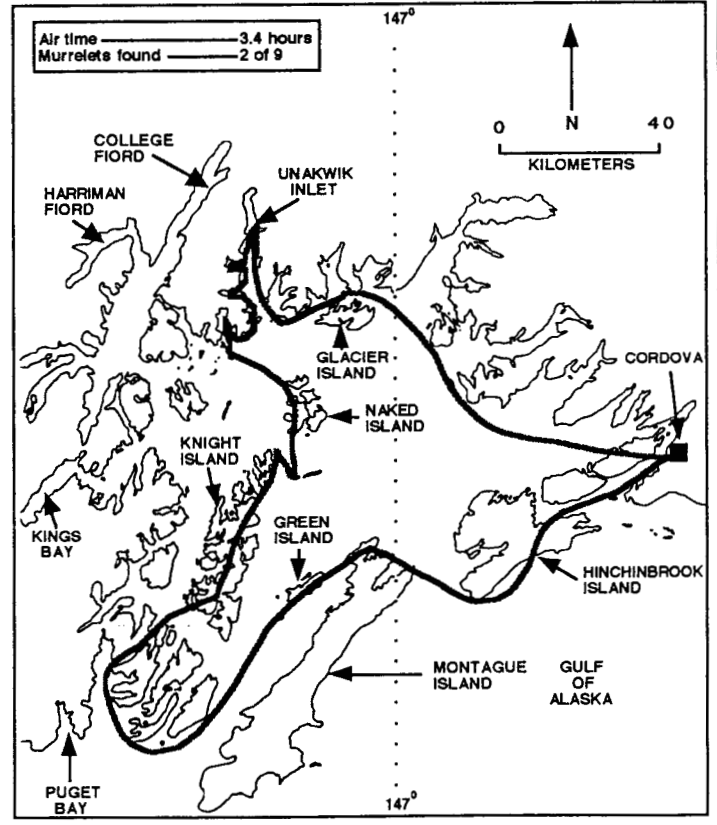 147°
Air time 3.4 hours
Murrelets found 2 of 9
0 N 40
KILOMETERS
COLLEGE
FIORD
UNAKWIK
INLET
HARRIMAN
FIORD
GLACIER
ISLAND
CORDOVA
NAKED
ISLAND
KNIGHT
ISLAND
GREEN
ISLAND
KINGS
BAY
HINCHINBROOK
ISLAND
MONTAGUE
ISLAND
GULF
OF
ALASKA
PUGET
BAY
147°